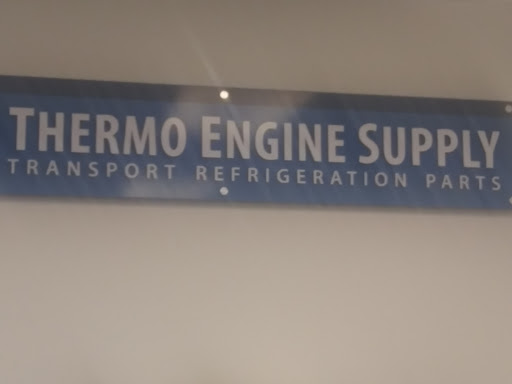 THERMO ENGINE SUPPLY
TRANSPORT REFRIGERATION PARTS